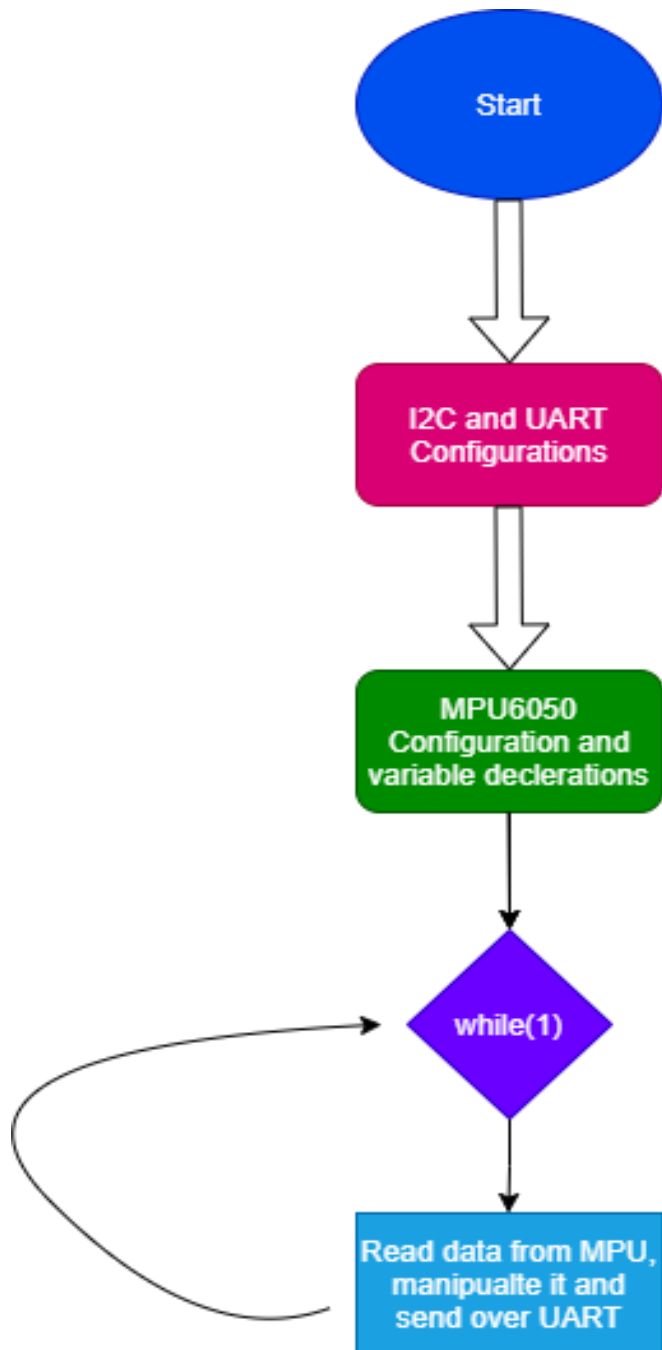 Start
I2C and UART
Configurations
MPU6050
Configuration and
variable declerations
while(1)
Read data from MPU,
manipualte it and
send over UART